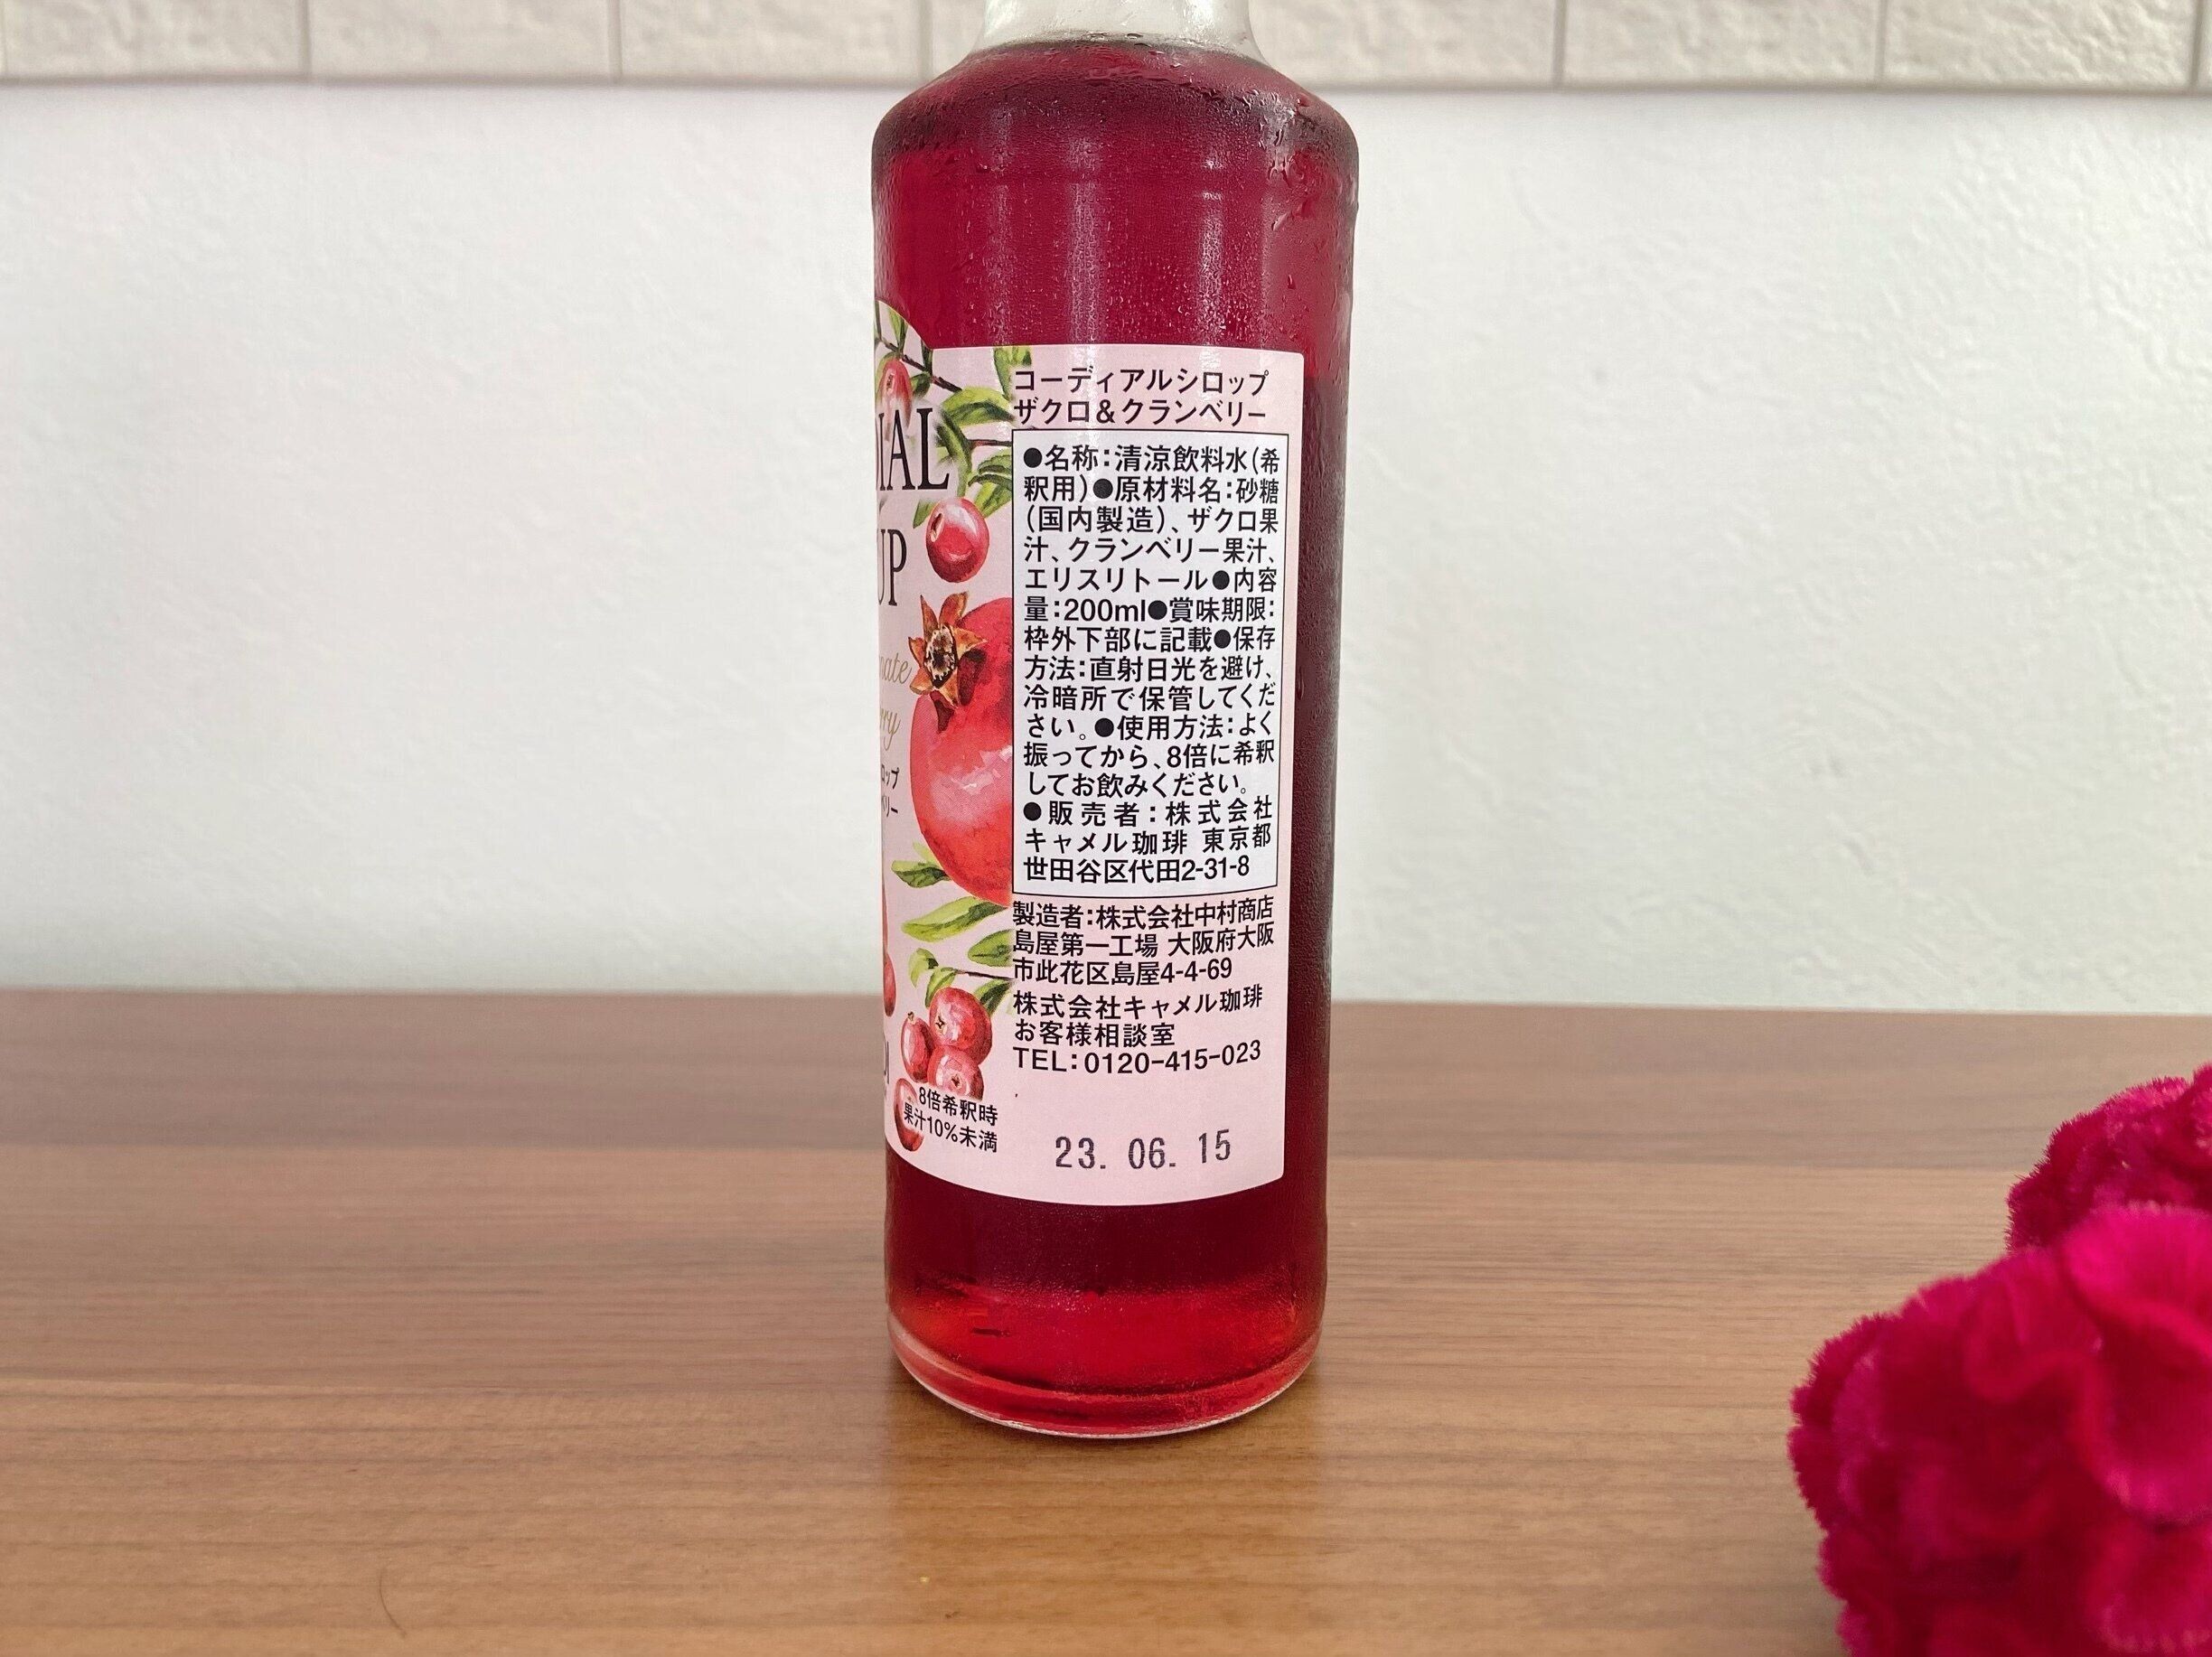 コーディアルシロップ
ザクロ&クランベリー
●名称:清涼飲料水(希
釈用)●原材料名:砂糖
(国内製造)、ザクロ果
汁、クランベリー果汁、
エリスリトール●内容
量:200ml●賞味期限:
枠外下部に記載●保存
方法:直射日光を避け、
冷暗所で保管してくだ
さい。●使用方法:よく
振ってから、8倍に希釈
してお飲みください。
●販売者:株式会社
キャメル珈琲 東京都
世田谷区代田2-31-8
製造者:株式会社中村商店
島屋第一工場 大阪府大阪
市此花区島屋4-4-69
株式会社キャメル珈琲
お客様相談室
TEL:0120-415-023
23. 06. 15
8倍希釈時
果汁10%未満